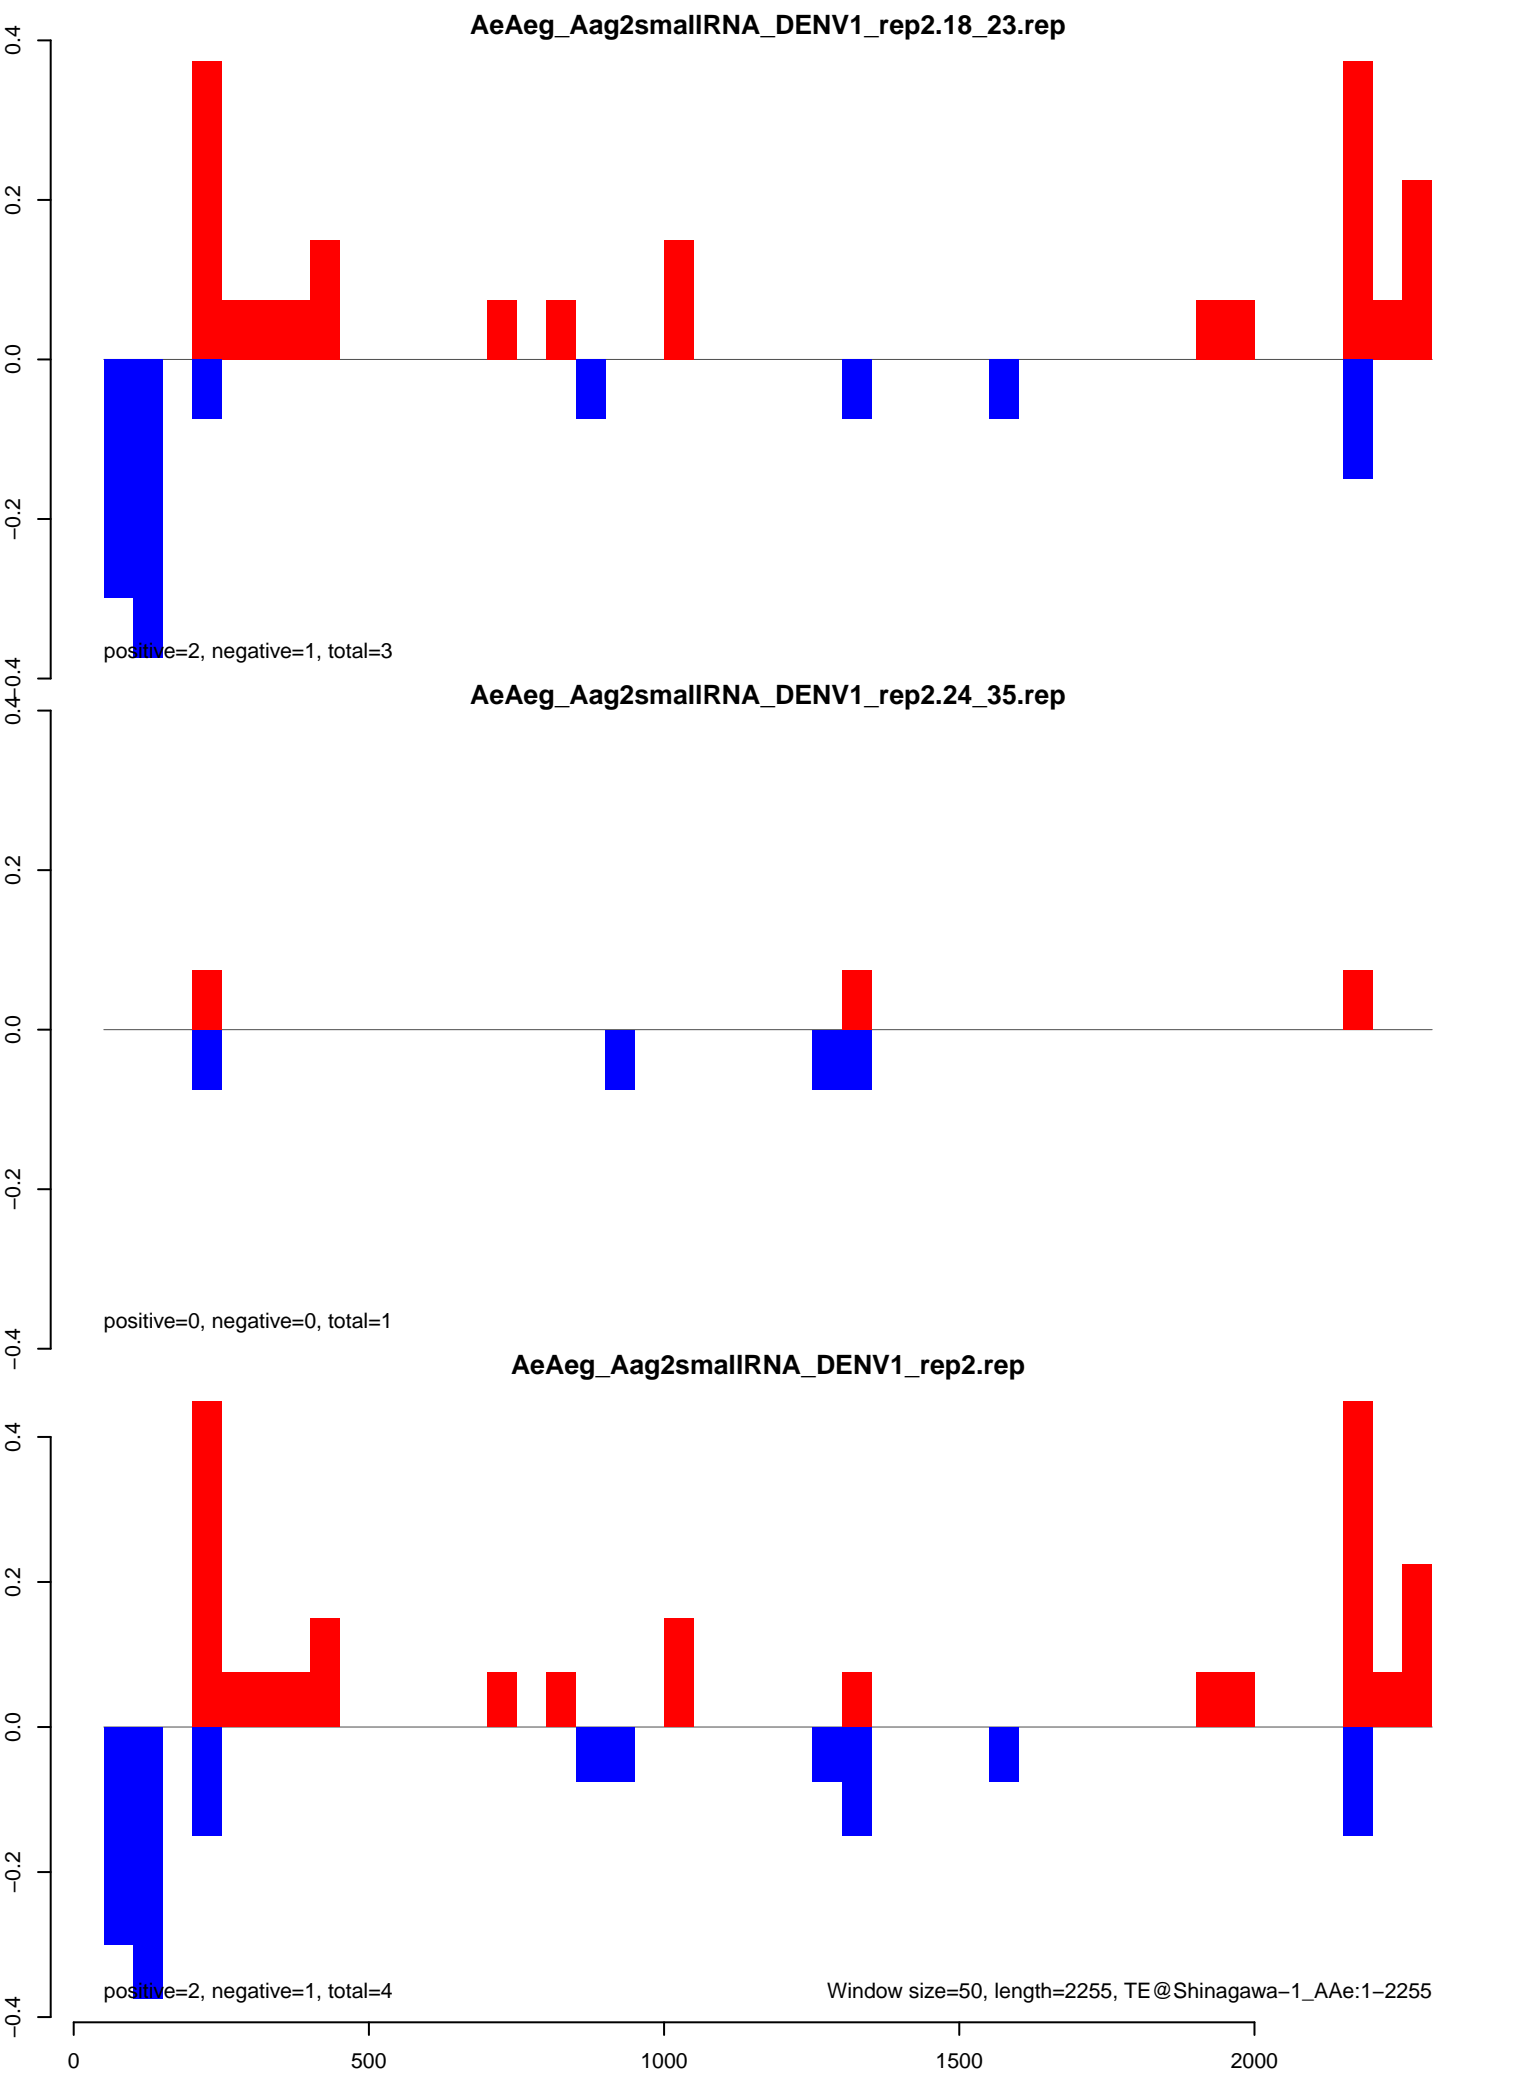 AeAeg_Aag2smallRNA_DENV1_rep2.18_23.rep
0.4
0.2
0.0
−0.2
−0.4
positive=2, negative=1, total=3
AeAeg_Aag2smallRNA_DENV1_rep2.24_35.rep
0.4
0.2
0.0
−0.2
−0.4
positive=0, negative=0, total=1
AeAeg_Aag2smallRNA_DENV1_rep2.rep
0.4
0.2
0.0
−0.2
−0.4
positive=2, negative=1, total=4
Window size=50, length=2255, TE@Shinagawa−1_AAe:1−2255
0 500 1000 1500 2000